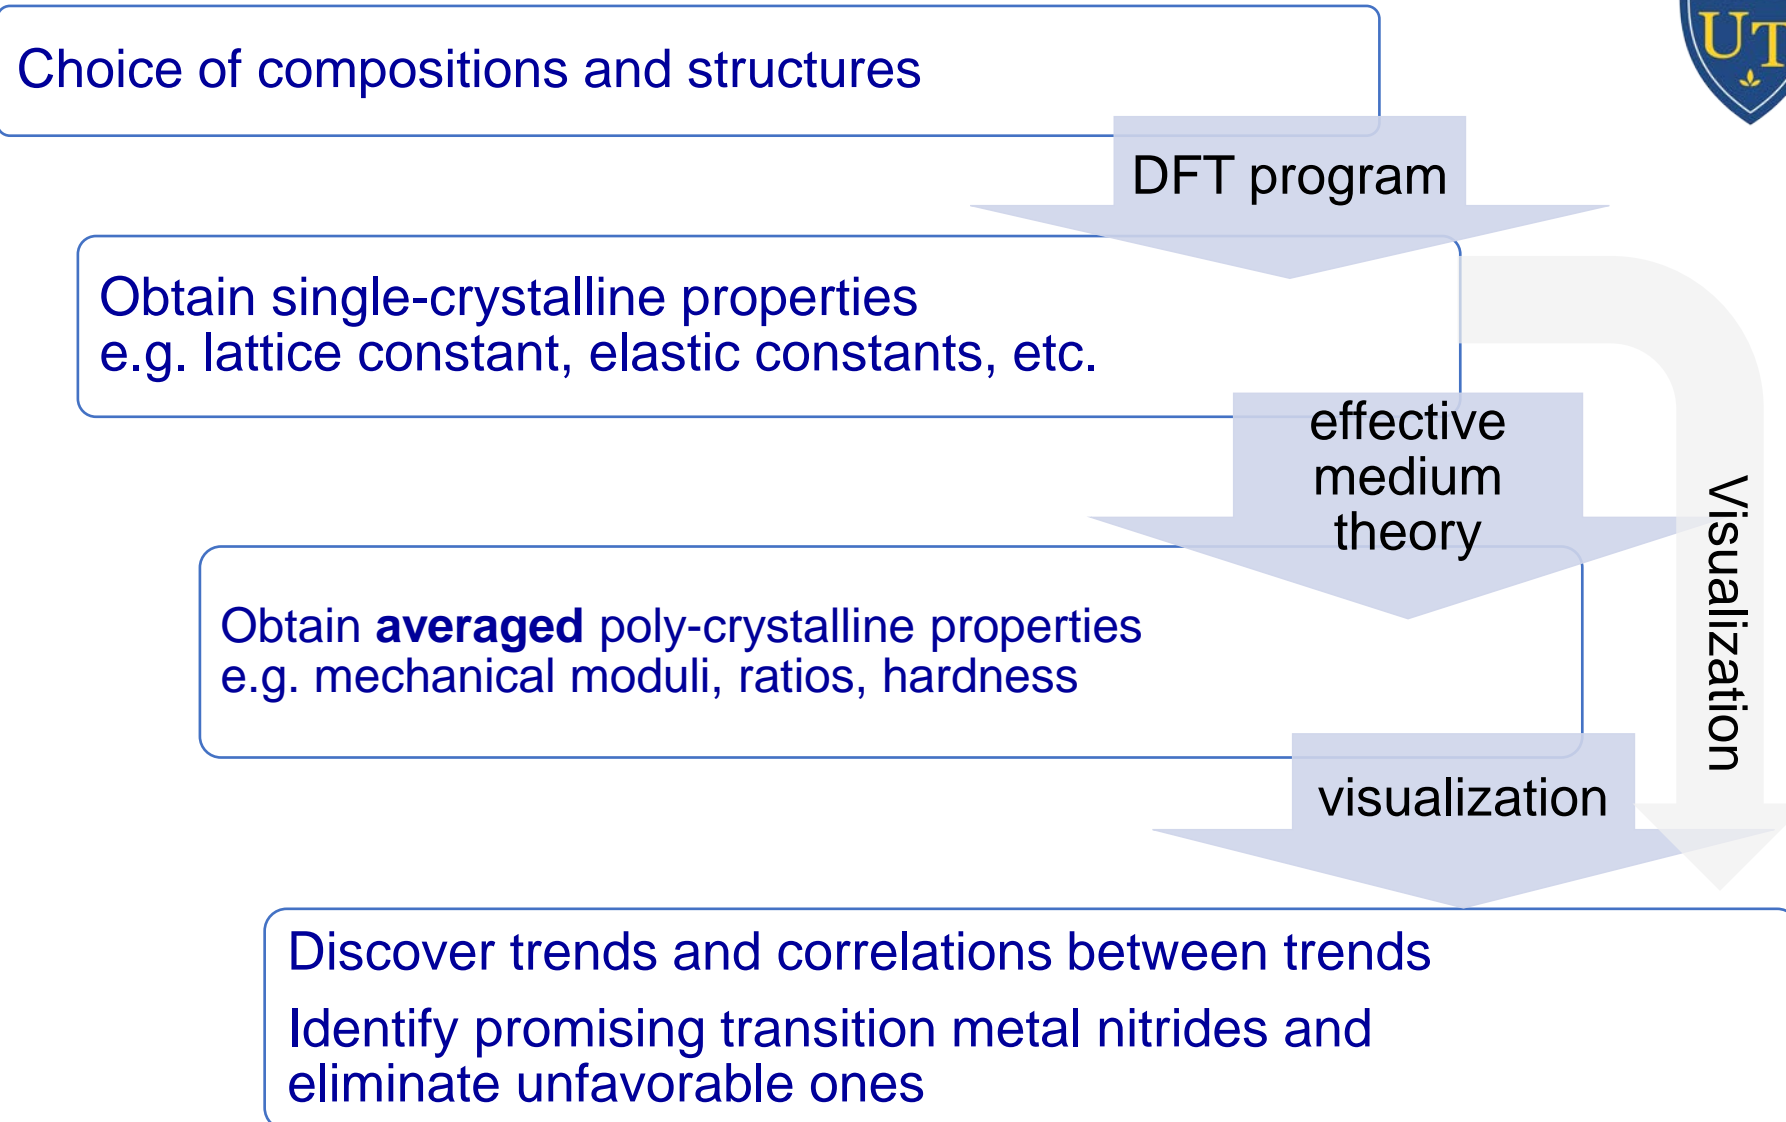 Choice of compositions and structures
UT
DFT program
Obtain single-crystalline properties
e.g. lattice constant, elastic constants, etc.
effective
medium
theory
Visualization
Obtain averaged poly-crystalline properties
e.g. mechanical moduli, ratios, hardness
visualization
Discover trends and correlations between trends
Identify promising transition metal nitrides and
eliminate unfavorable ones